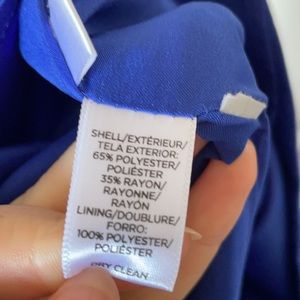 SHELL/EXTÉRIEUR/
TELA EXTERIOR:
65% POLYESTER/
POLIÉSTER
35% RAYON/
RAYONNE/
RAYÓN
LINING/DOUBLURE/
FORRO:
100% POLYESTER/
POLIÉSTER
DRY CLEAN